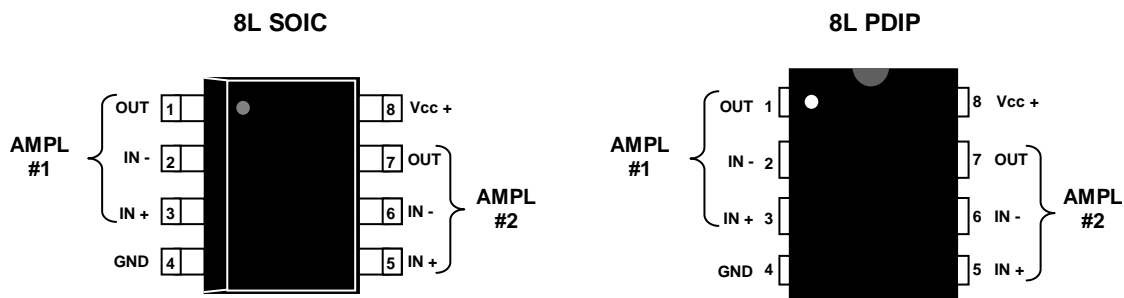 8L SOIC
AMPL
#1
OUT 1
IN - 2
IN + 3
GND 4
8 Vcc +
7 OUT
6 IN -
5 IN +
AMPL
#2
8L PDIP
AMPL
#1
OUT 1
IN - 2
IN + 3
GND 4
8 Vcc +
7 OUT
6 IN -
5 IN +
AMPL
#2